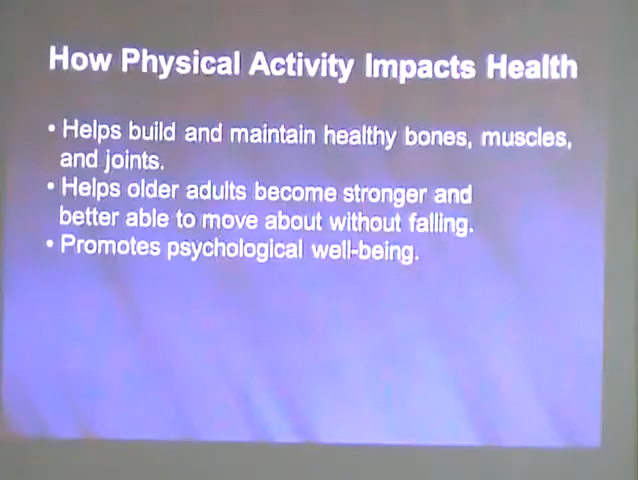 How Physical Activity Impacts Health
• Helps build and maintain healthy bones, muscles,
and joints.
• Helps older adults become stronger and
better able to move about without falling.
• Promotes psychological well-being.